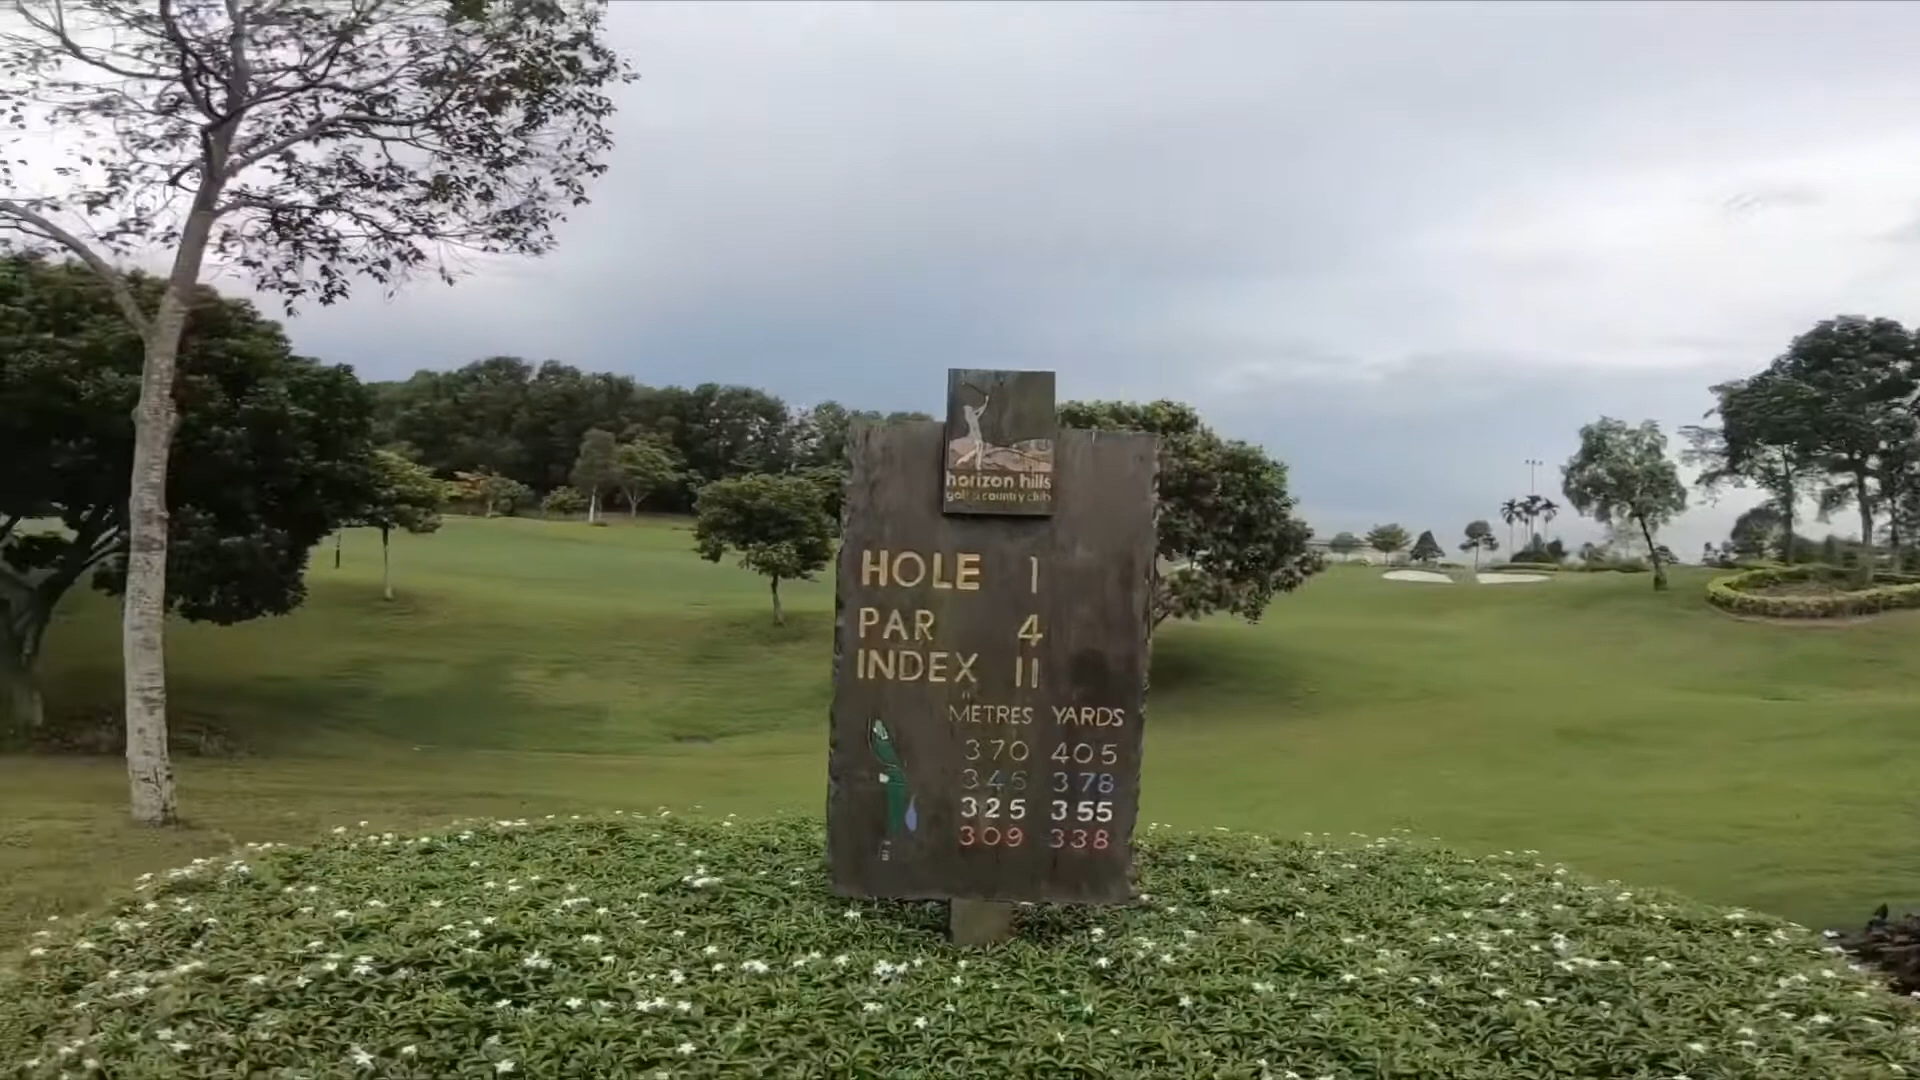 horizon hills
golf & country club
HOLE 1
PAR 4
INDEX 11
METRES YARDS
370 405
346 378
325 355
309 338